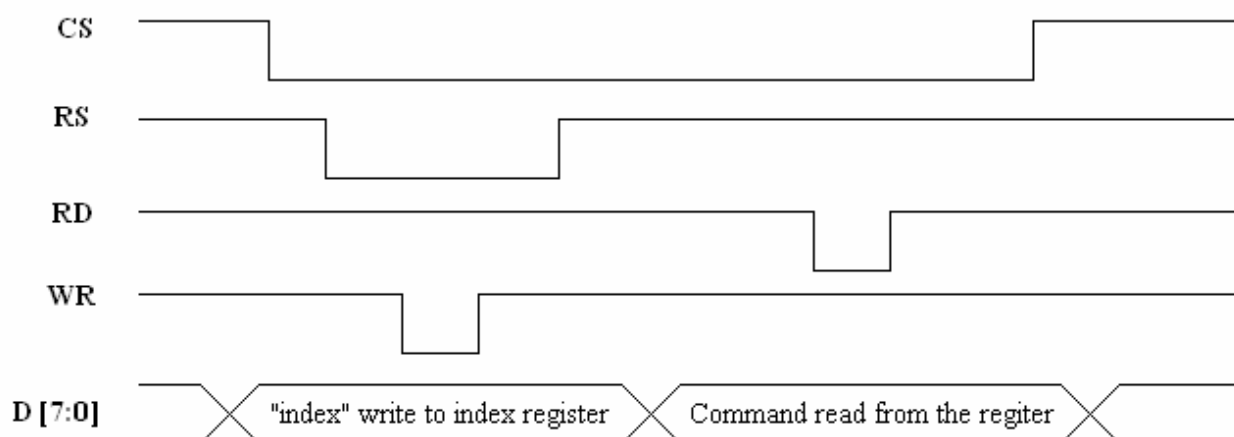 CS
RS
RD
WR
D [7:0] "index" write to index register Command read from the regiter